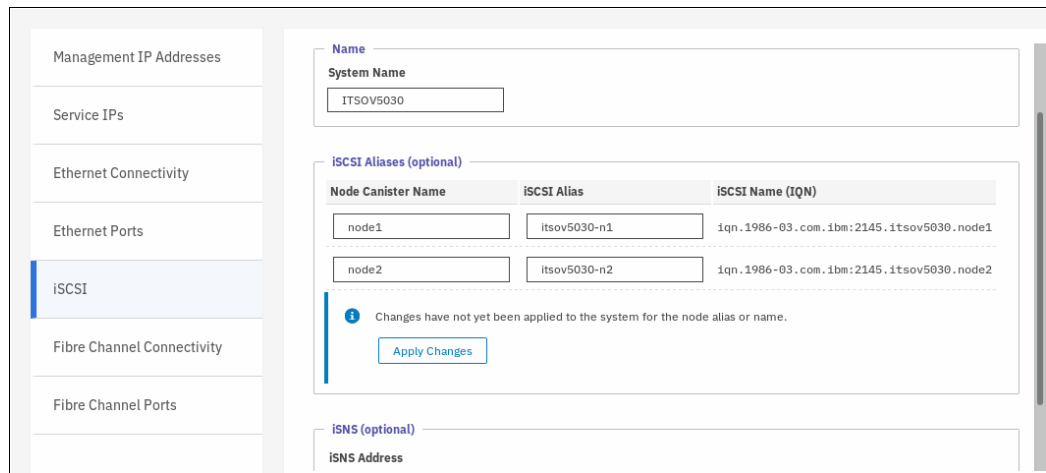 Management IP Addresses
Service IPs
Ethernet Connectivity
Ethernet Ports
iSCSI
Fibre Channel Connectivity
Fibre Channel Ports
Name
System Name
ITSOV5030
iSCSI Aliases (optional)
Node Canister Name iSCSI Alias iSCSI Name (IQN)
node1 itsov5030-n1 iqn.1986-03.com.ibm:2145.itsov5030.node1
node2 itsov5030-n2 iqn.1986-03.com.ibm:2145.itsov5030.node2
Changes have not yet been applied to the system for the node alias or name.
Apply Changes
iSNS (optional)
iSNS Address